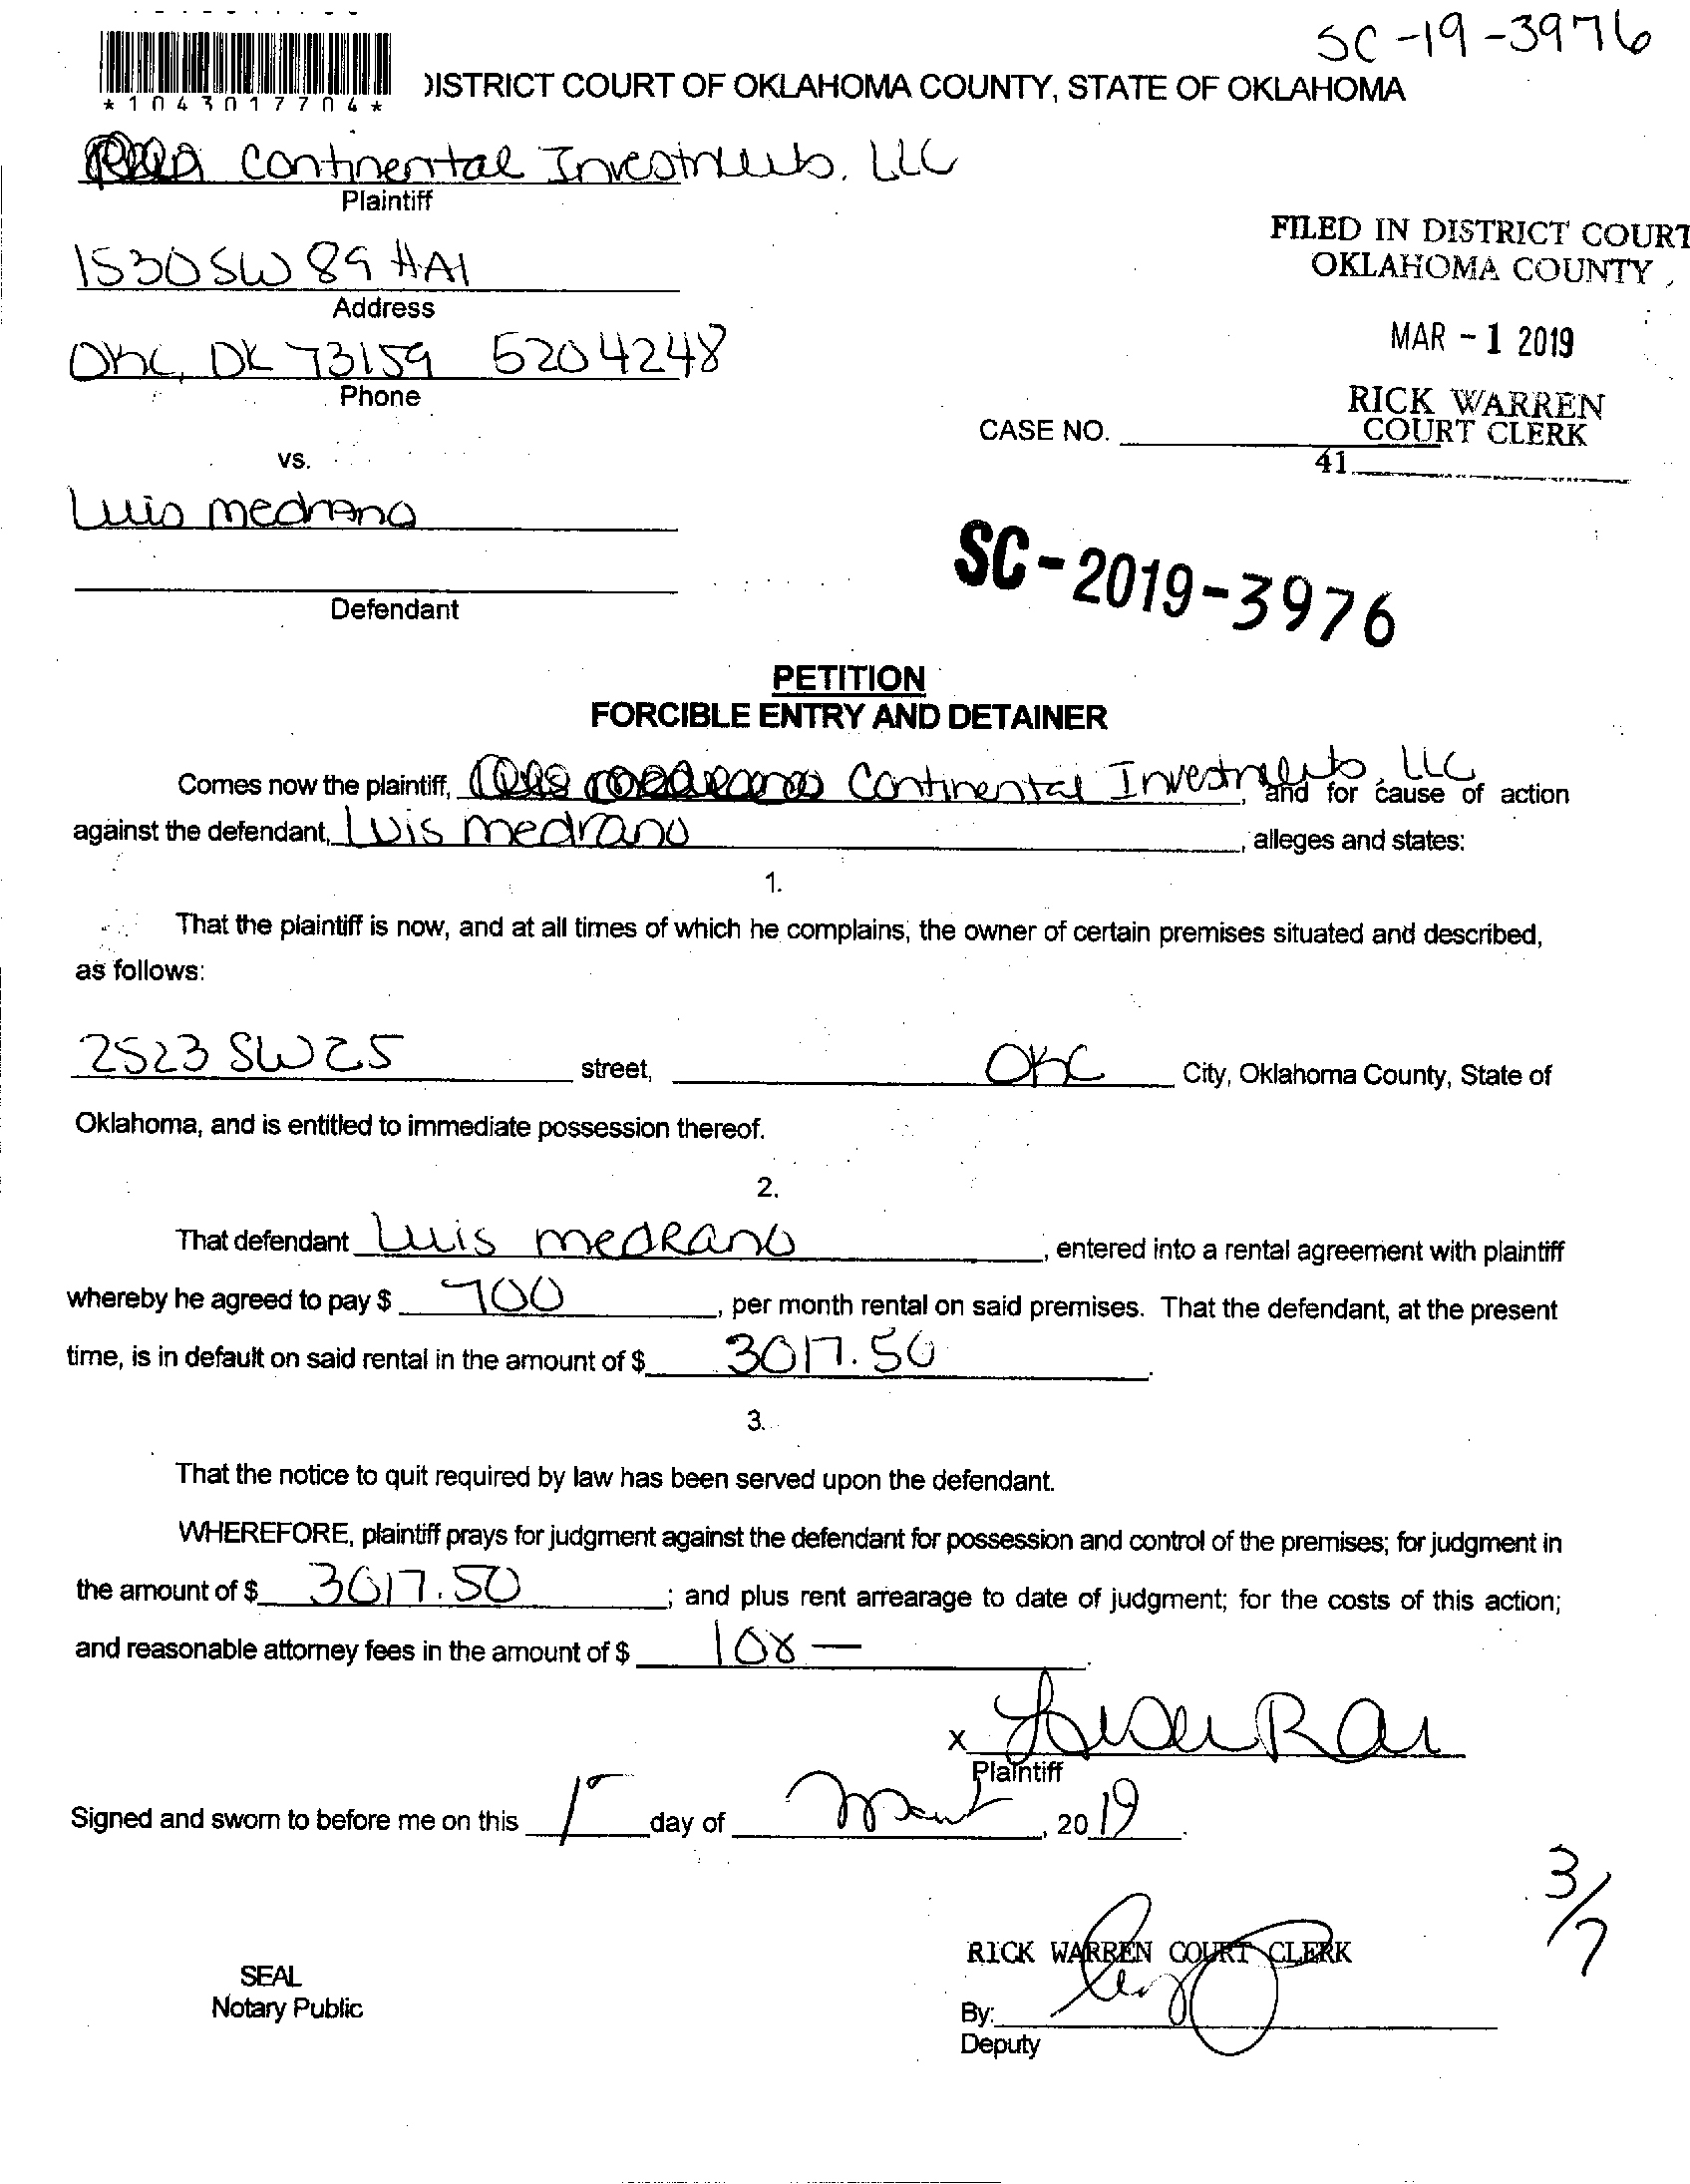 SC-19-3976
*1043017704*
DISTRICT COURT OF OKLAHOMA COUNTY, STATE OF OKLAHOMA
Continental Investments, LLC
Plaintiff
1530 SW 89 #A1
Address
OKC, OK 73159 5204248
Phone
vs.
Luis medrano
Defendant
FILED IN DISTRICT COURT
OKLAHOMA COUNTY
MAR - 1 2019
RICK WARREN
COURT CLERK
CASE NO.
41
SC-2019-3976
PETITION
FORCIBLE ENTRY AND DETAINER
Comes now the plaintiff, Continental Investments, LLC, and for cause of action
against the defendant, Luis medrano, alleges and states:
1.
That the plaintiff is now, and at all times of which he complains, the owner of certain premises situated and described,
as follows:
2523 SW 25 street, OKC City, Oklahoma County, State of
Oklahoma, and is entitled to immediate possession thereof.
2.
That defendant Luis medRano, entered into a rental agreement with plaintiff
whereby he agreed to pay $ 700, per month rental on said premises. That the defendant, at the present
time, is in default on said rental in the amount of $ 3017.50.
3.
That the notice to quit required by law has been served upon the defendant.
WHEREFORE, plaintiff prays for judgment against the defendant for possession and control of the premises; for judgment in
the amount of $ 3017.50; and plus rent arrearage to date of judgment; for the costs of this action;
and reasonable attorney fees in the amount of $ 108 —.
x
Plaintiff
Signed and sworn to before me on this 1 day of March, 2019.
3/7
SEAL
Notary Public
RICK WARREN COURT CLERK
By:
Deputy